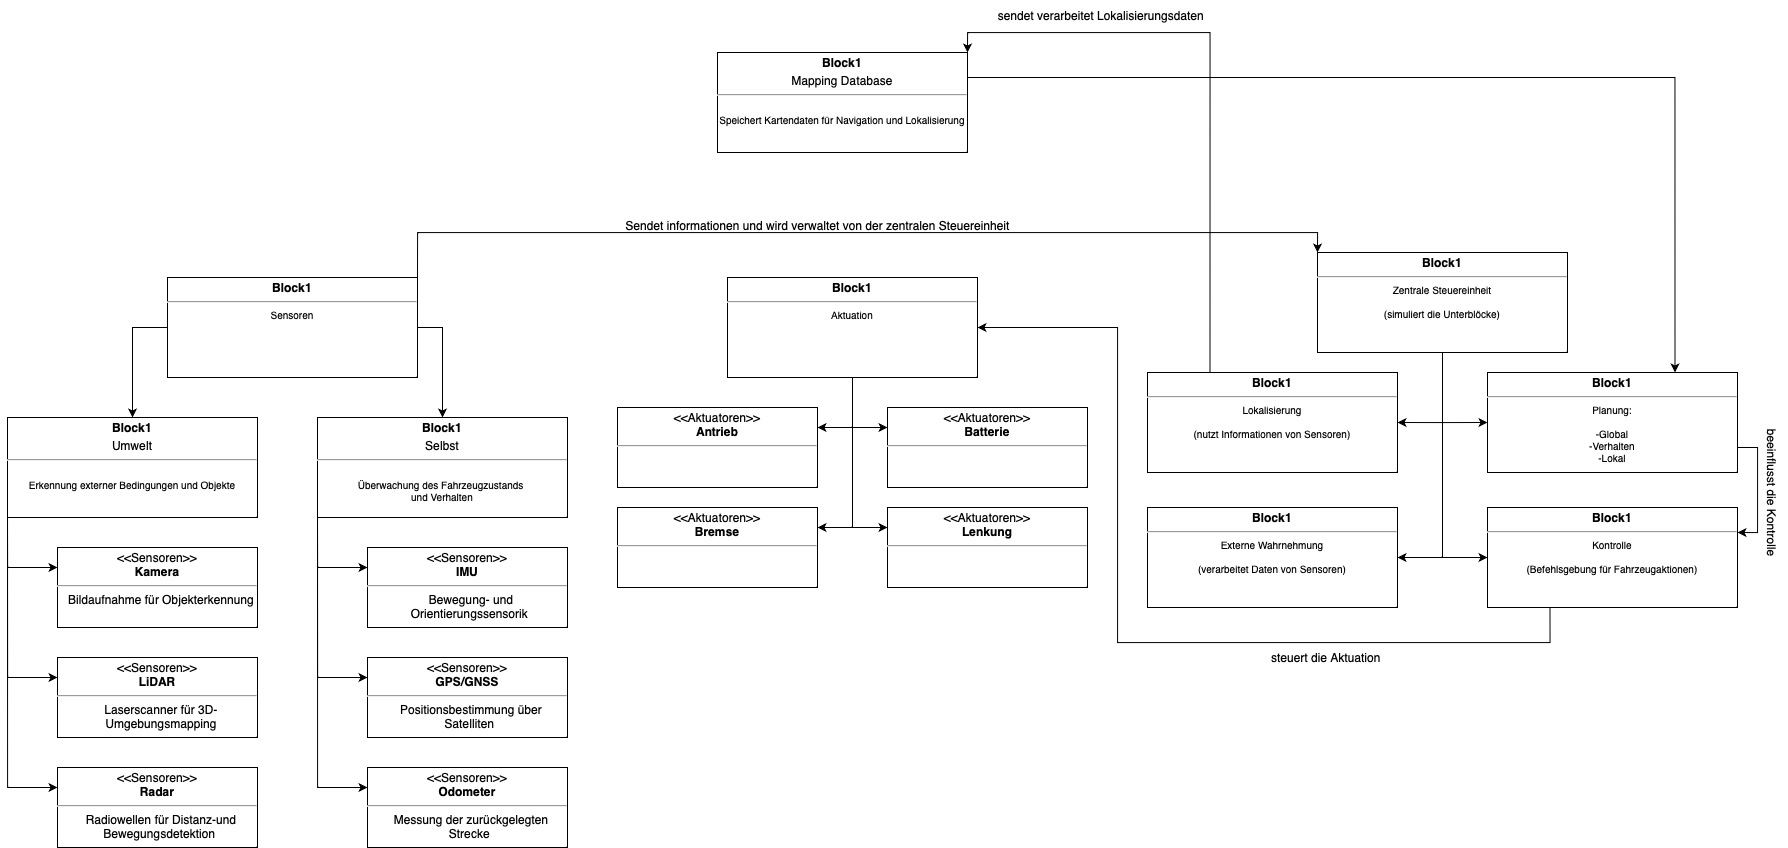 sendet verarbeitet Lokalisierungsdaten
Block1
Mapping Database
Speichert Kartendaten für Navigation und Lokalisierung
Sendet informationen und wird verwaltet von der zentralen Steuereinheit
Block1
Sensoren
Block1
Umwelt
Erkennung externer Bedingungen und Objekte
<<Sensoren>>
Kamera
Bildaufnahme für Objekterkennung
<<Sensoren>>
LiDAR
Laserscanner für 3D-
Umgebungsmapping
<<Sensoren>>
Radar
Radiowellen für Distanz-und
Bewegungsdetektion
Block1
Selbst
Überwachung des Fahrzeugzustands
und Verhalten
<<Sensoren>>
IMU
Bewegung- und
Orientierungssensorik
<<Sensoren>>
GPS/GNSS
Positionsbestimmung über
Satelliten
<<Sensoren>>
Odometer
Messung der zurückgelegten
Strecke
Block1
Aktuation
<<Aktuatoren>>
Antrieb
<<Aktuatoren>>
Batterie
<<Aktuatoren>>
Bremse
<<Aktuatoren>>
Lenkung
Block1
Zentrale Steuereinheit
(simuliert die Unterblöcke)
Block1
Lokalisierung
(nutzt Informationen von Sensoren)
Block1
Planung:
-Global
-Verhalten
-Lokal
beeinflusst die Kontrolle
Block1
Externe Wahrnehmung
(verarbeitet Daten von Sensoren)
Block1
Kontrolle
(Befehlsgebung für Fahrzeugaktionen)
steuert die Aktuation